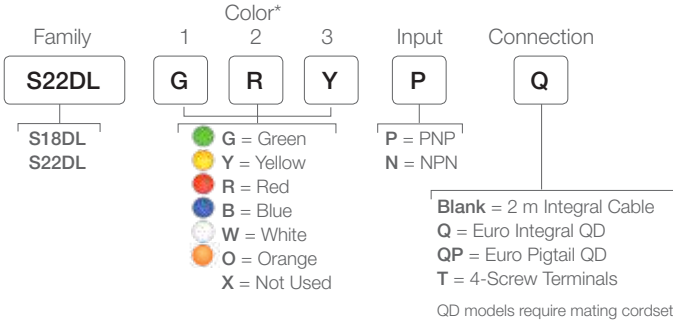 Color*
Family 1 2 3 Input Connection
S22DL G R Y P Q
S18DL
S22DL
G = Green
Y = Yellow
R = Red
B = Blue
W = White
O = Orange
X = Not Used
P = PNP
N = NPN
Blank = 2 m Integral Cable
Q = Euro Integral QD
QP = Euro Pigtail QD
T = 4-Screw Terminals
QD models require mating cordset